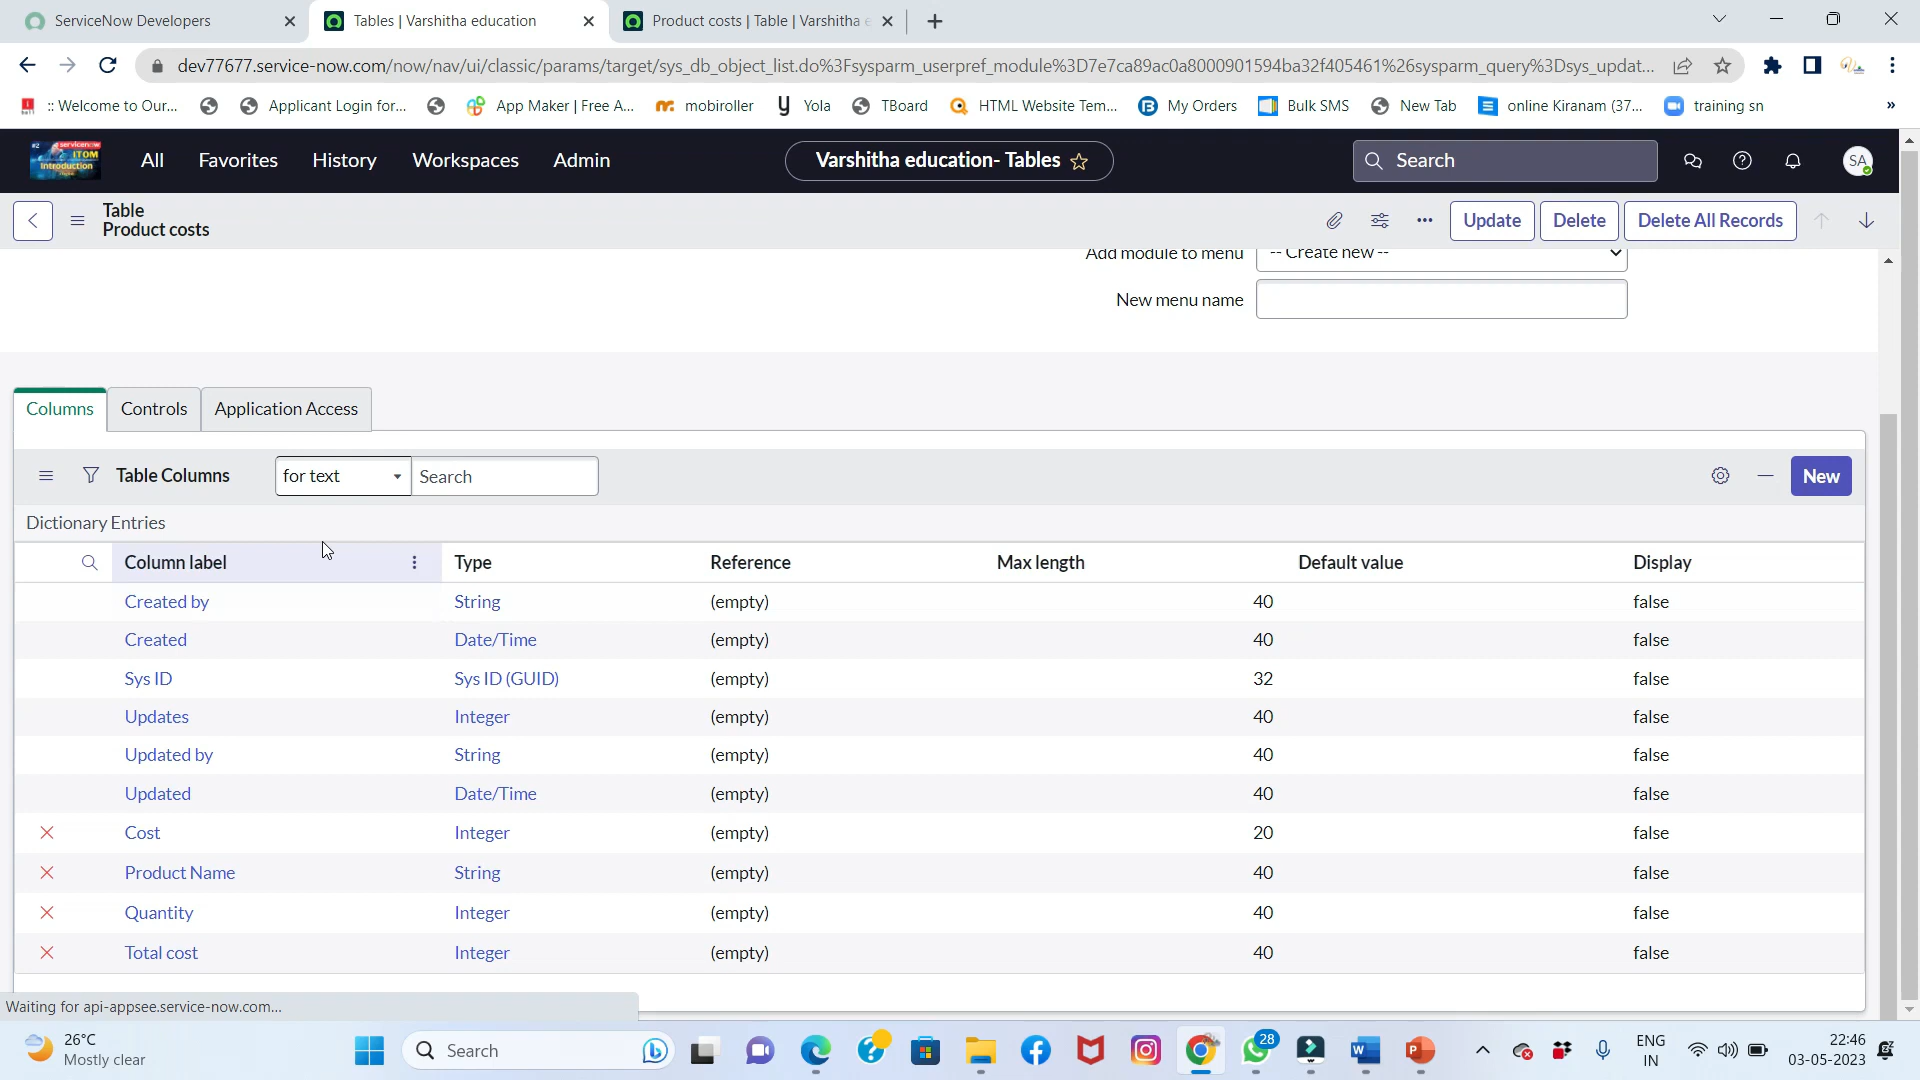 ServiceNow Developers
Tables | Varshitha education
Product costs | Table | Varshitha e
dev77677.service-now.com/now/nav/ui/classic/params/target/sys_db_object_list.do%3Fsysparm_userpref_module%3D7e7ca89ac0a8000901594ba32f405461%26sysparm_query%3Dsys_updat...
:: Welcome to Our...
Applicant Login for...
App Maker | Free A...
mobiroller
Yola
TBoard
HTML Website Tem...
My Orders
Bulk SMS
New Tab
online Kiranam (37...
training sn
»
#2 servicenow
ITOM
Introduction
All
Favorites
History
Workspaces
Admin
Varshitha education- Tables
Search
SA
Table
Product costs
Update
Delete
Delete All Records
Add module to menu
-- Create new --
New menu name
Columns
Controls
Application Access
Table Columns
for text
Search
New
Dictionary Entries
Column label Type Reference Max length Default value Display
Created by String (empty) 40 false
Created Date/Time (empty) 40 false
Sys ID Sys ID (GUID) (empty) 32 false
Updates Integer (empty) 40 false
Updated by String (empty) 40 false
Updated Date/Time (empty) 40 false
Cost Integer (empty) 20 false
Product Name String (empty) 40 false
Quantity Integer (empty) 40 false
Total cost Integer (empty) 40 false
Waiting for api-appsee.service-now.com...
26°C
Mostly clear
Search
28
ENG
IN
22:46
03-05-2023